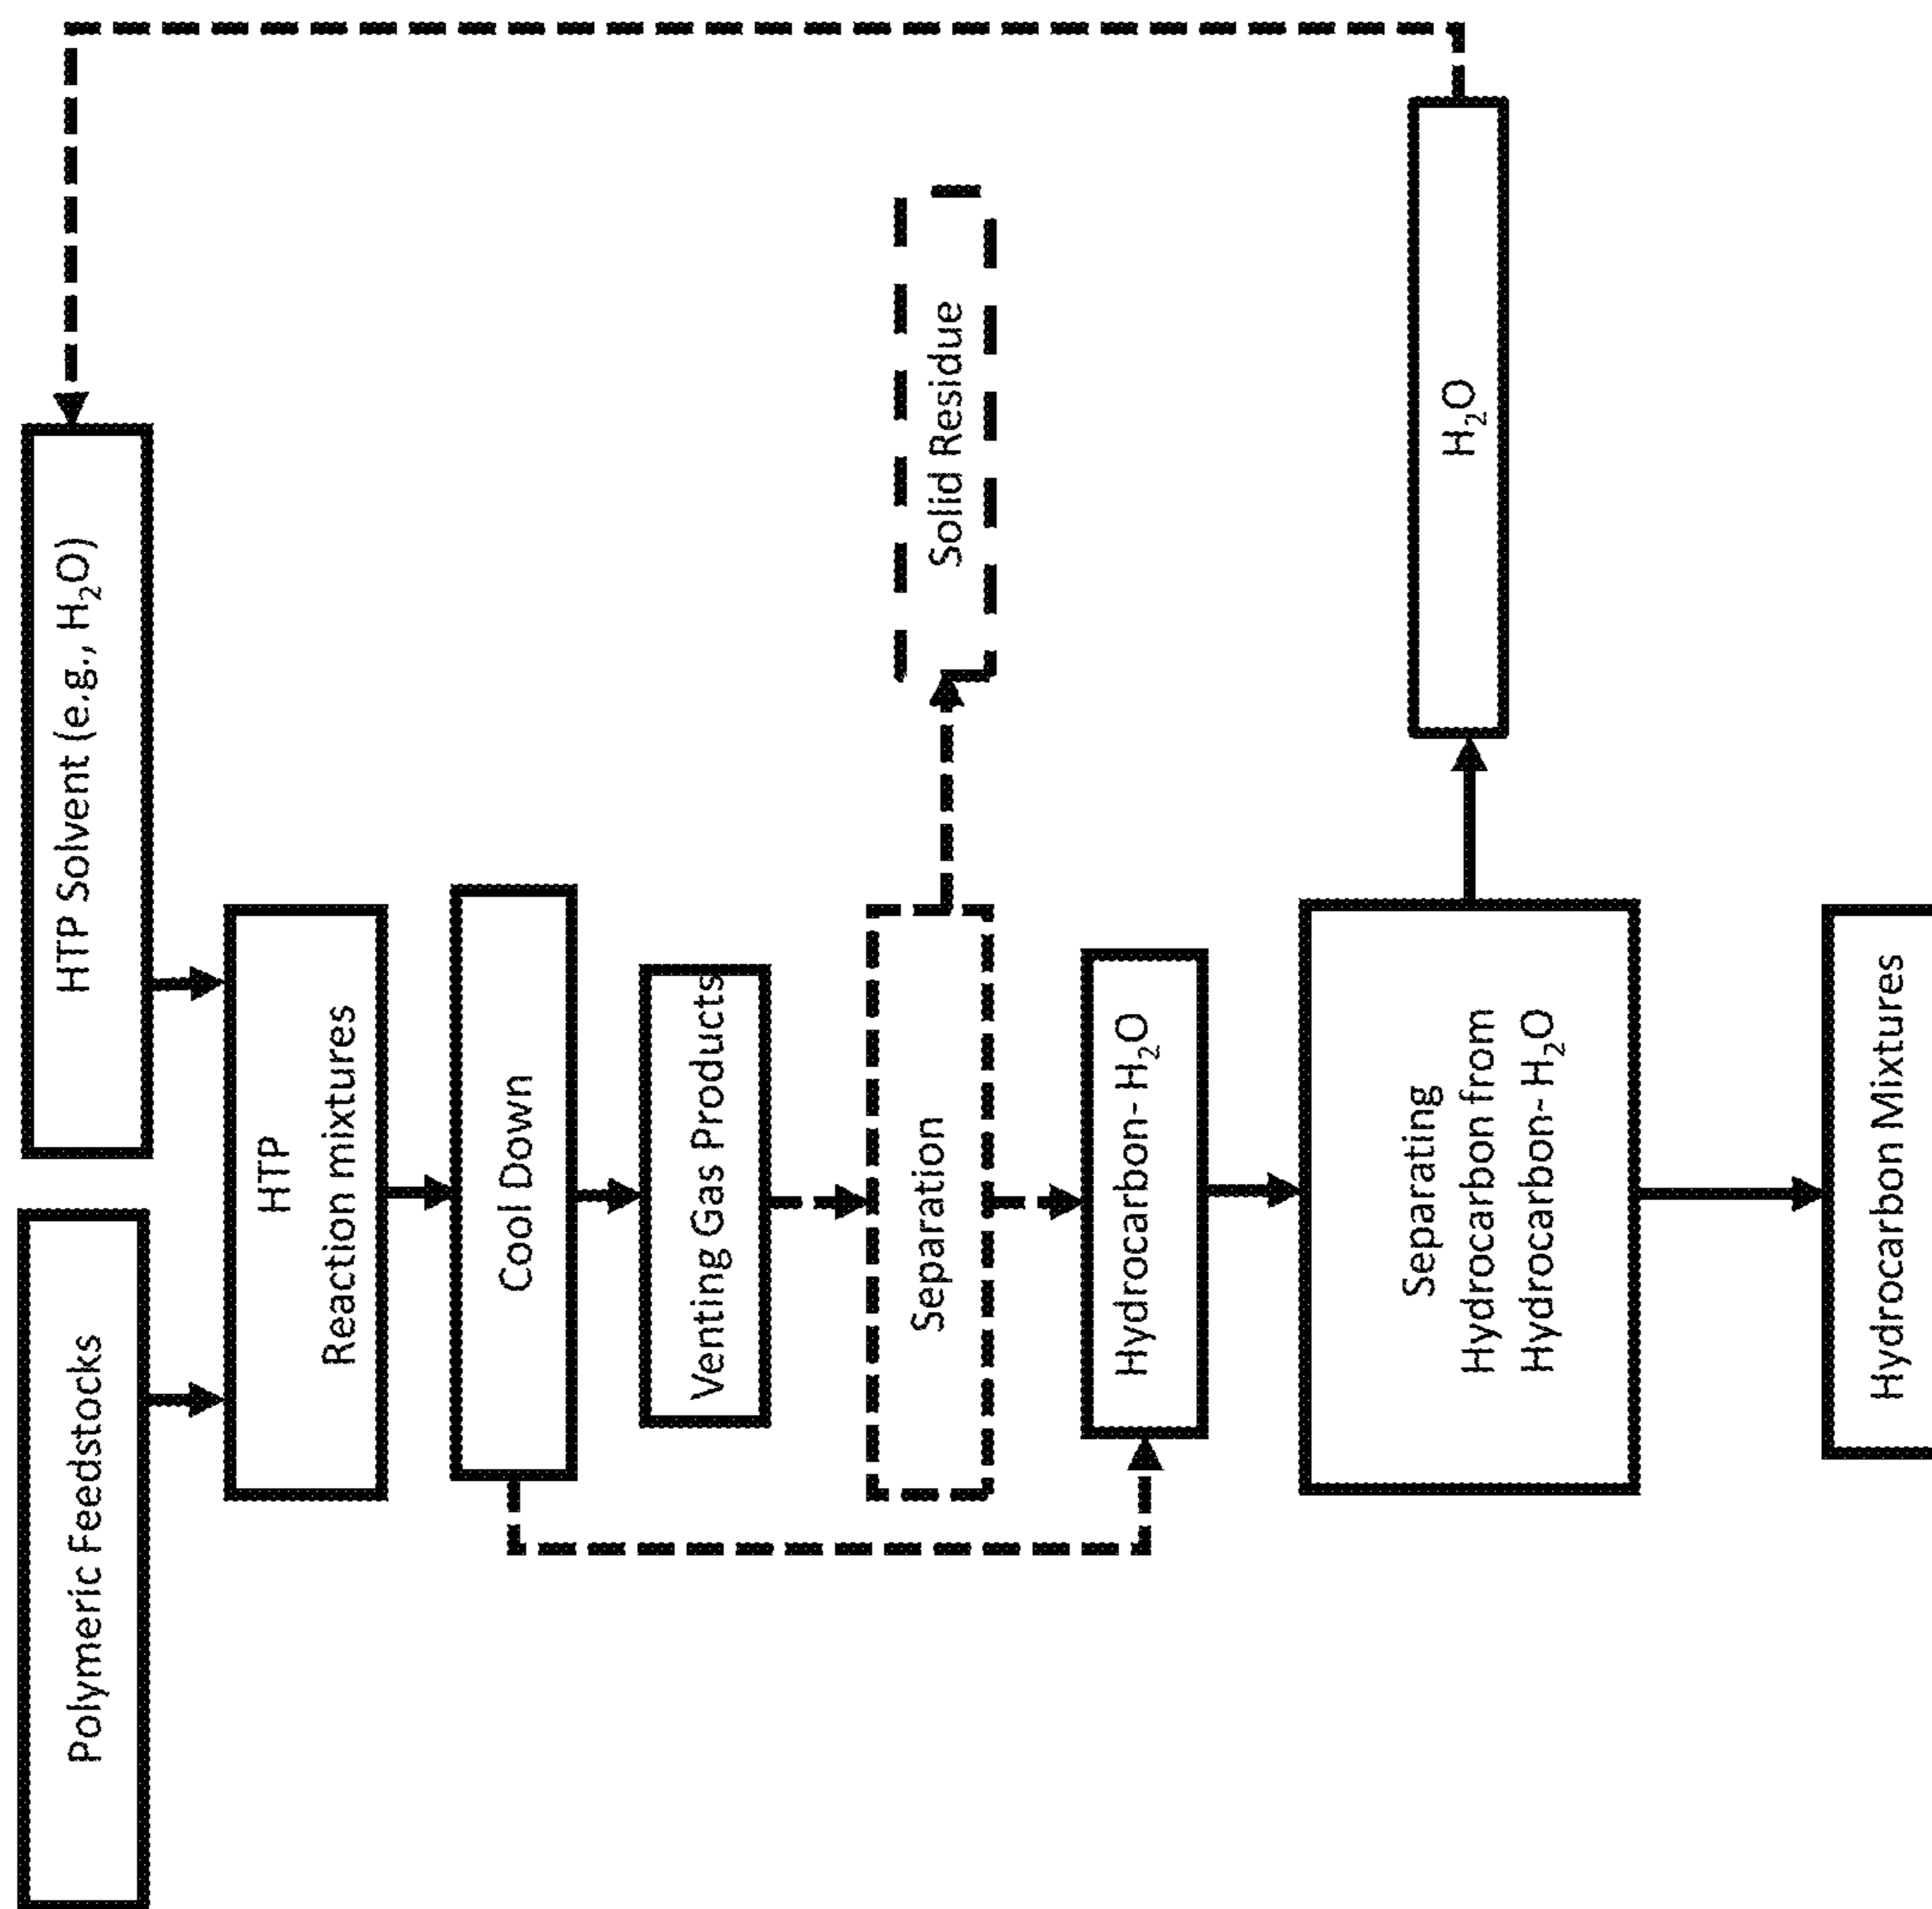 Polymeric Feedstocks
HTP Solvent (e.g., H₂O)
HTP
Reaction mixtures
Cool Down
Venting Gas Products
Separation
Solid Residue
Hydrocarbon- H₂O
Separating
Hydrocarbon from
Hydrocarbon- H₂O
H₂O
Hydrocarbon Mixtures